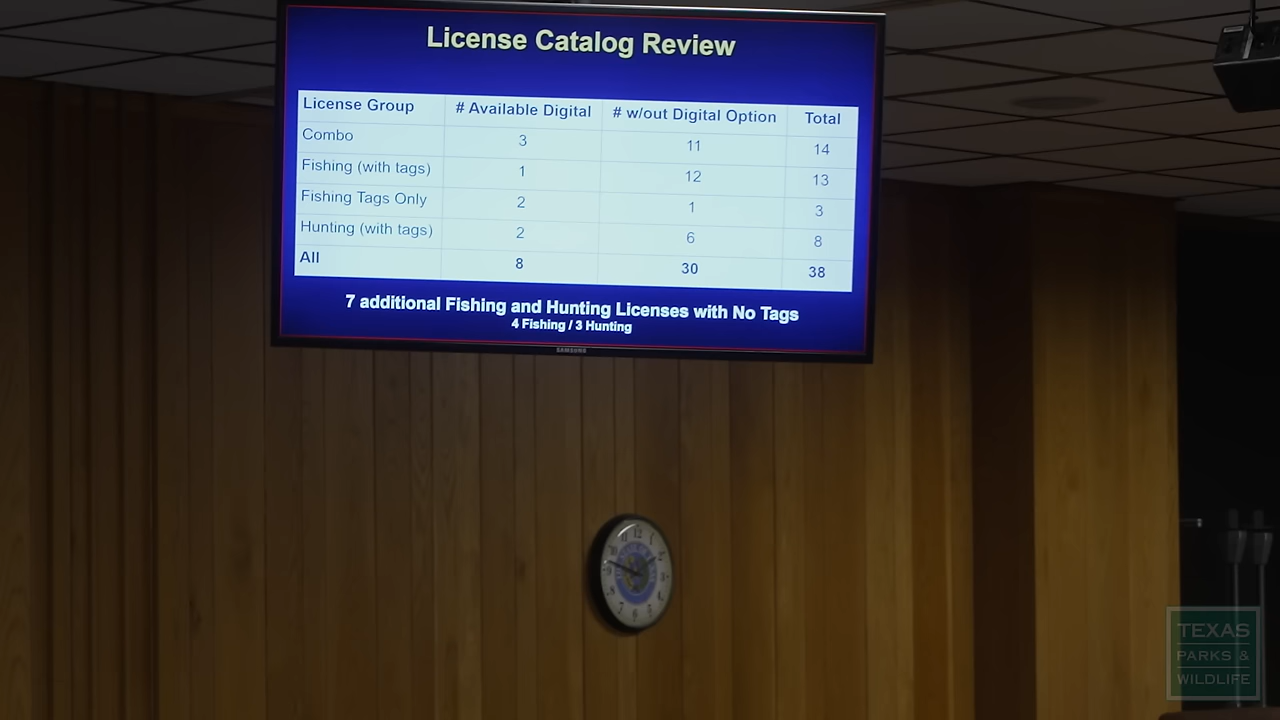 License Catalog Review
License Group # Available Digital # w/out Digital Option Total
Combo 3 11 14
Fishing (with tags) 1 12 13
Fishing Tags Only 2 1 3
Hunting (with tags) 2 6 8
All 8 30 38
7 additional Fishing and Hunting Licenses with No Tags
4 Fishing / 3 Hunting
SAMSUNG
TEXAS
PARKS &
WILDLIFE